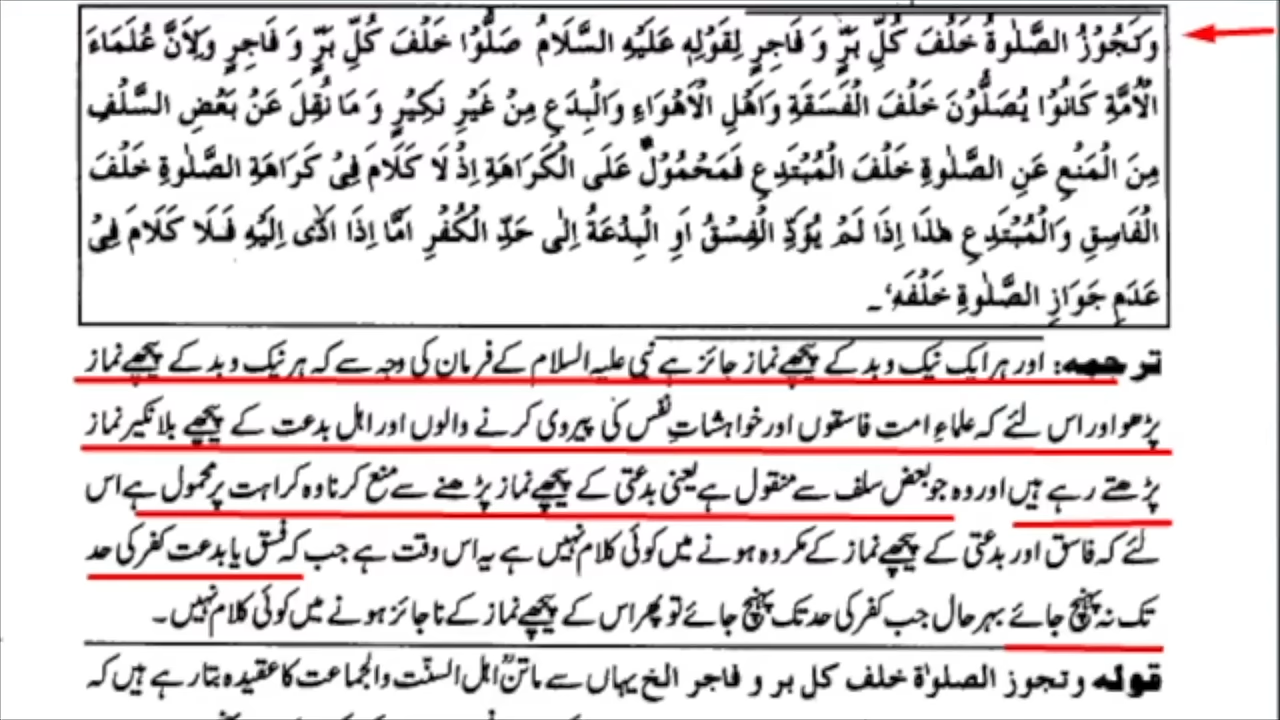 وَتَجُوْزُ الصَّلٰوةُ خَلْفَ كُلِّ بَرٍّ وَ فَاجِرٍ لِقَوْلِهِ عَلَيْهِ السَّلَامُ صَلُّوْا خَلْفَ كُلِّ بَرٍّ وَ فَاجِرٍ وَلِاَنَّ عُلَمَاءَ
الْاُمَّةِ كَانُوْا يُصَلُّوْنَ خَلْفَ الْفَسَقَةِ وَاَهْلِ الْاَهْوَاءِ وَالْبِدَعِ مِنْ غَيْرِ نَكِيْرٍ وَ مَا نُقِلَ عَنْ بَعْضِ السَّلْفِ
مِنَ الْمَنْعِ عَنِ الصَّلٰوةِ خَلْفَ الْمُبْتَدِعِ فَمَحْمُوْلٌ عَلَى الْكَرَاهَةِ اِذْ لَا كَلَامَ فِىْ كَرَاهَةِ الصَّلٰوةِ خَلْفَ
الْفَاسِقِ وَالْمُبْتَدِعِ هٰذَا اِذَا لَمْ يُؤَدِّ الْفِسْقُ اَوِ الْبِدْعَةُ اِلٰى حَدِّ الْكُفْرِ اَمَّا اِذَا اَدّٰى اِلَيْهِ فَلَا كَلَامَ فِىْ
عَدَمِ جَوَازِ الصَّلٰوةِ خَلْفَهٗ۔
ترجمہ: اور ہر ایک نیک و بد کے پیچھے نماز جائز ہے نبی علیہ السلام کے فرمان کی وجہ سے کہ ہر نیک و بد کے پیچھے نماز
پڑھو اور اس لئے کہ علماءِ امت فاسقوں اور خواہشاتِ نفس کی پیروی کرنے والوں اور اہل بدعت کے پیچھے بلا نکیر نماز
پڑھتے رہے ہیں اور وہ جو بعض سلف سے منقول ہے یعنی بدعتی کے پیچھے نماز پڑھنے سے منع کرنا وہ کراہت پر محمول ہے اس
لئے کہ فاسق اور بدعتی کے پیچھے نماز کے مکروہ ہونے میں کوئی کلام نہیں ہے یہ اس وقت ہے جب کہ فسق یا بدعت کفر کی حد
تک نہ پہنچ جائے بہرحال جب کفر کی حد تک پہنچ جائے تو پھر اس کے پیچھے نماز کے ناجائز ہونے میں کوئی کلام نہیں۔
قولہ وتجوز الصلوٰۃ خلف کل بر و فاجر الخ یہاں سے ماتنؒ اہل السنّت والجماعت کا عقیدہ بتا رہے ہیں کہ